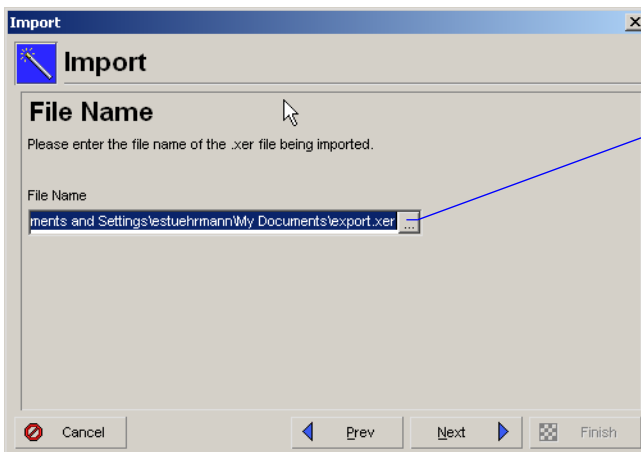 Import
Import
File Name
Please enter the file name of the .xer file being imported.
File Name
ments and Settings\estuehrmann\My Documents\export.xer ...
Cancel Prev Next Finish